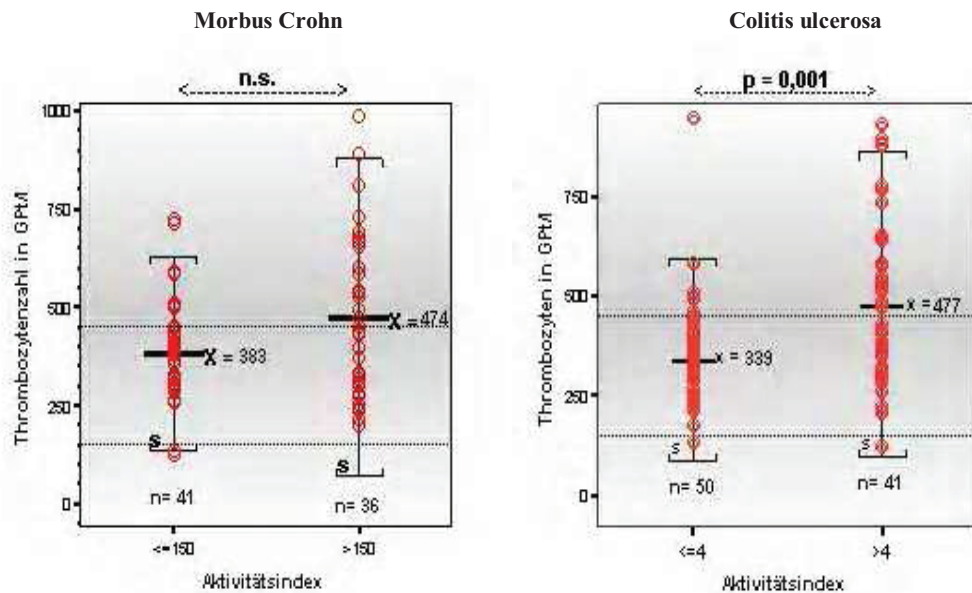 Morbus Crohn
n.s.
Thrombozytenzahl in GPt/l
1000
750
500
250
0
X = 383
X = 474
s
s
n= 41
n= 36
<=150
>150
Aktivitätsindex
Colitis ulcerosa
p = 0,001
Thrombozyten in GPt/l
750
500
250
0
x = 339
x = 477
s
s
n= 50
n= 41
<=4
>4
Aktivitätsindex